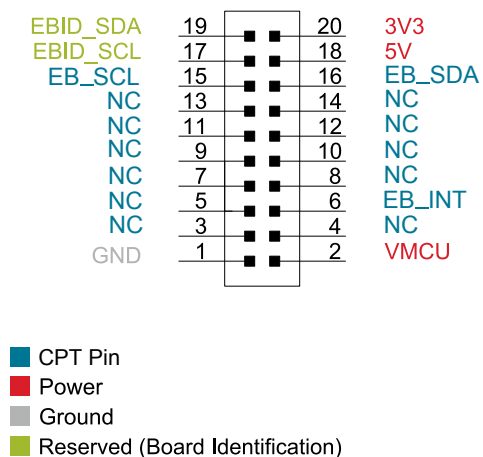 EBID_SDA 19 20 3V3
EBID_SCL 17 18 5V
EB_SCL 15 16 EB_SDA
NC 13 14 NC
NC 11 12 NC
NC 9 10 NC
NC 7 8 NC
NC 5 6 EB_INT
NC 3 4 NC
GND 1 2 VMCU
CPT Pin
Power
Ground
Reserved (Board Identification)